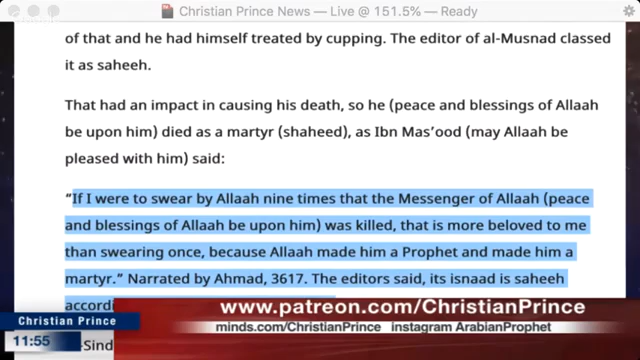 Christian Prince News — Live @ 151.5% — Ready
of that and he had himself treated by cupping. The editor of al-Musnad classed
it as saheeh.
That had an impact in causing his death, so he (peace and blessings of Allaah
be upon him) died as a martyr (shaheed), as Ibn Mas’ood (may Allaah be
pleased with him) said:
“If I were to swear by Allaah nine times that the Messenger of Allaah (peace
and blessings of Allaah be upon him) was killed, that is more beloved to me
than swearing once, because Allaah made him a Prophet and made him a
martyr.” Narrated by Ahmad, 3617. The editors said, its isnaad is saheeh
www.patreon.com/ChristianPrince
Christian Prince
minds.com/ChristianPrince instagram ArabianProphet
11:55
-Sind